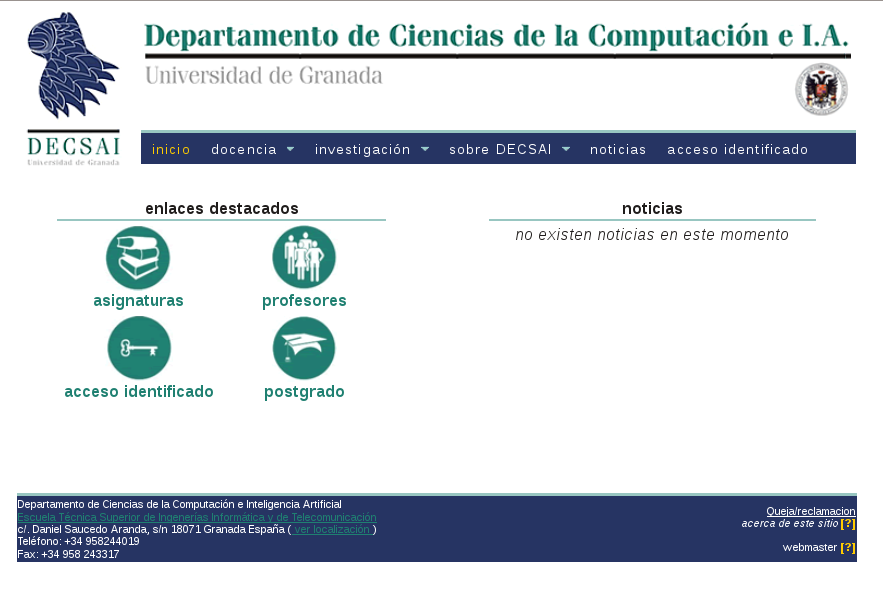 Departamento de Ciencias de la Computación e I.A.
Universidad de Granada
DECSAI
Universidad de Granada
inicio docencia investigación sobre DECSAI noticias acceso identificado
enlaces destacados
noticias
no existen noticias en este momento
asignaturas
profesores
acceso identificado
postgrado
Departamento de Ciencias de la Computación e Inteligencia Artificial
Escuela Técnica Superior de Ingenerias Informática y de Telecomunicación
c/. Daniel Saucedo Aranda, s/n 18071 Granada España ( ver localización )
Teléfono: +34 958244019
Fax: +34 958 243317
Queja/reclamacion
acerca de este sitio [?]
webmaster [?]